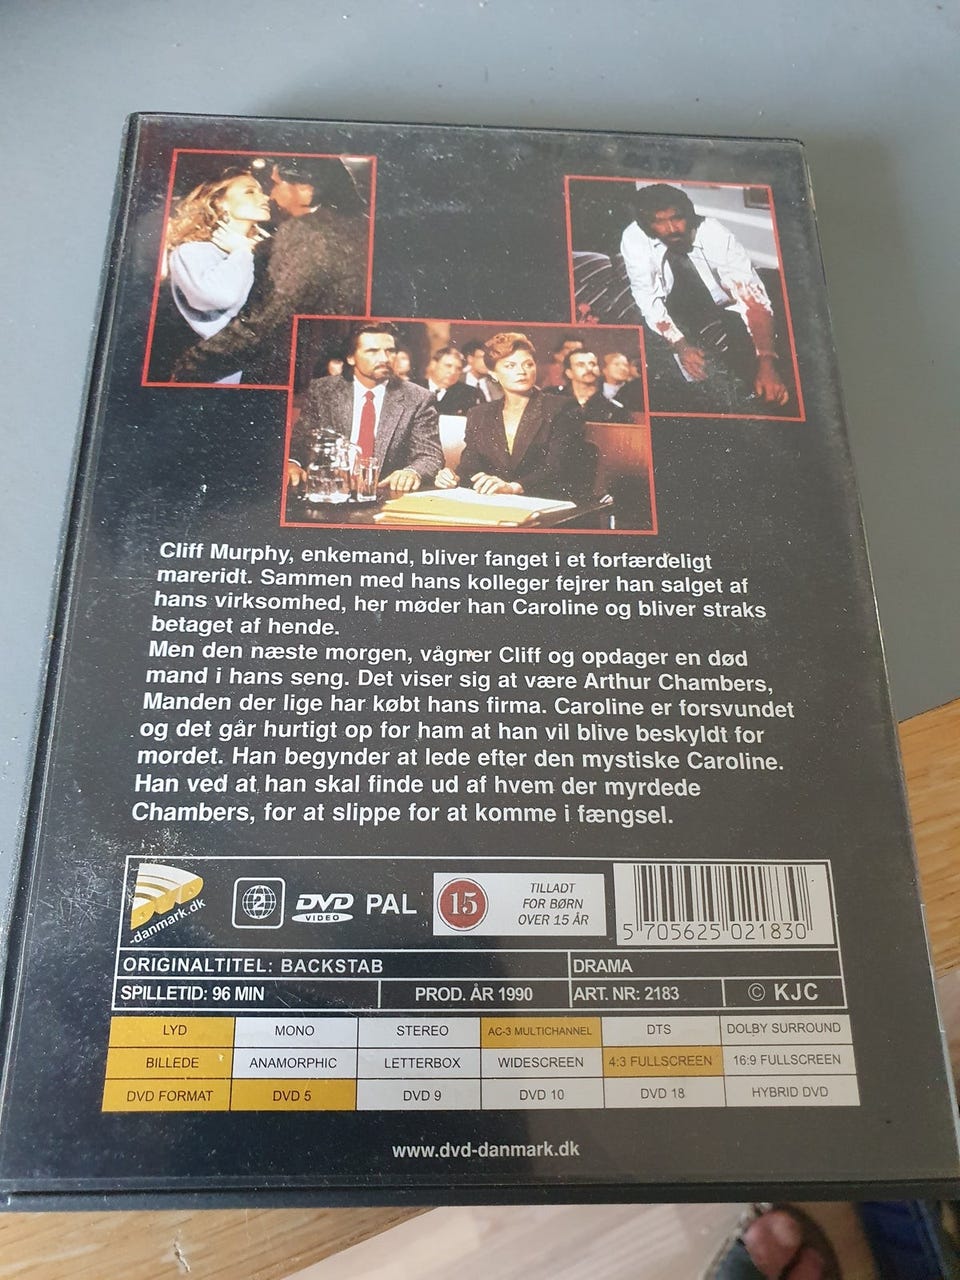 Cliff Murphy, enkemand, bliver fanget i et forfærdeligt
mareridt. Sammen med hans kolleger fejrer han salget af
hans virksomhed, her møder han Caroline og bliver straks
betaget af hende.
Men den næste morgen, vågner Cliff og opdager en død
mand i hans seng. Det viser sig at være Arthur Chambers,
Manden der lige har købt hans firma. Caroline er forsvundet
og det går hurtigt op for ham at han vil blive beskyldt for
mordet. Han begynder at lede efter den mystiske Caroline.
Han ved at han skal finde ud af hvem der myrdede
Chambers, for at slippe for at komme i fængsel.
DVD
-danmark.dk
2
DVD
VIDEO
PAL
15
TILLADT
FOR BØRN
OVER 15 ÅR
5 705625 021830
ORIGINALTITEL: BACKSTAB DRAMA
SPILLETID: 96 MIN PROD. ÅR 1990 ART. NR: 2183 © KJC
LYD MONO STEREO AC-3 MULTICHANNEL DTS DOLBY SURROUND
BILLEDE ANAMORPHIC LETTERBOX WIDESCREEN 4:3 FULLSCREEN 16:9 FULLSCREEN
DVD FORMAT DVD 5 DVD 9 DVD 10 DVD 18 HYBRID DVD
www.dvd-danmark.dk